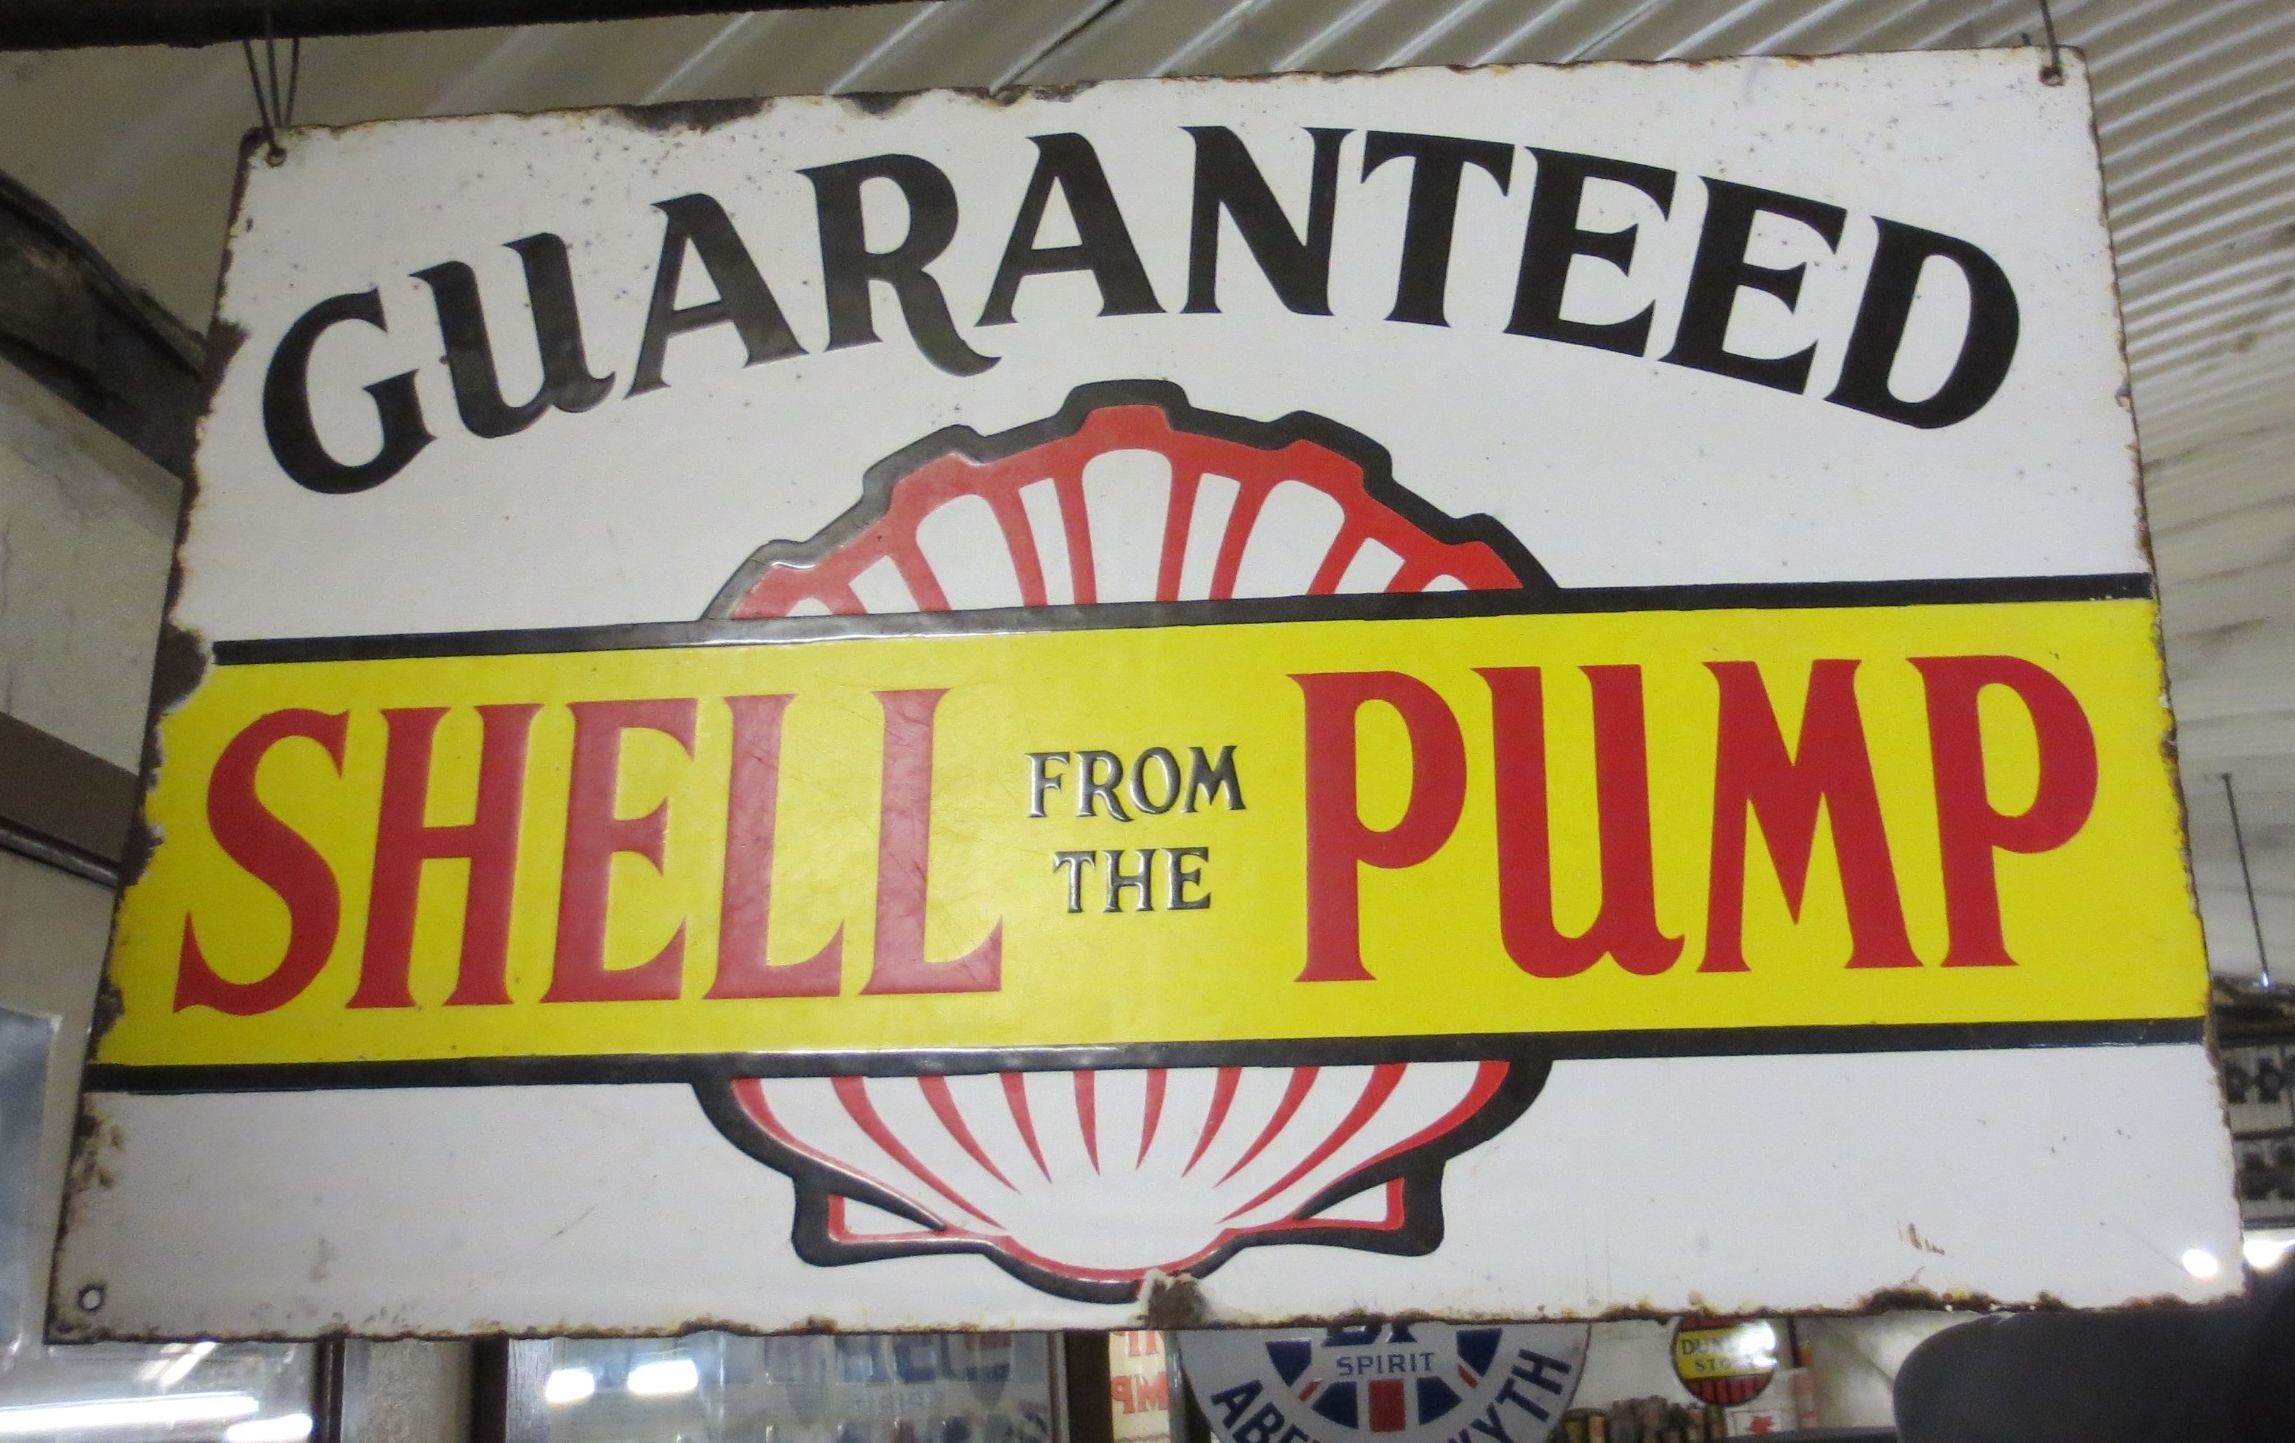 GUARANTEED
SHELL FROM THE PUMP
SPIRIT